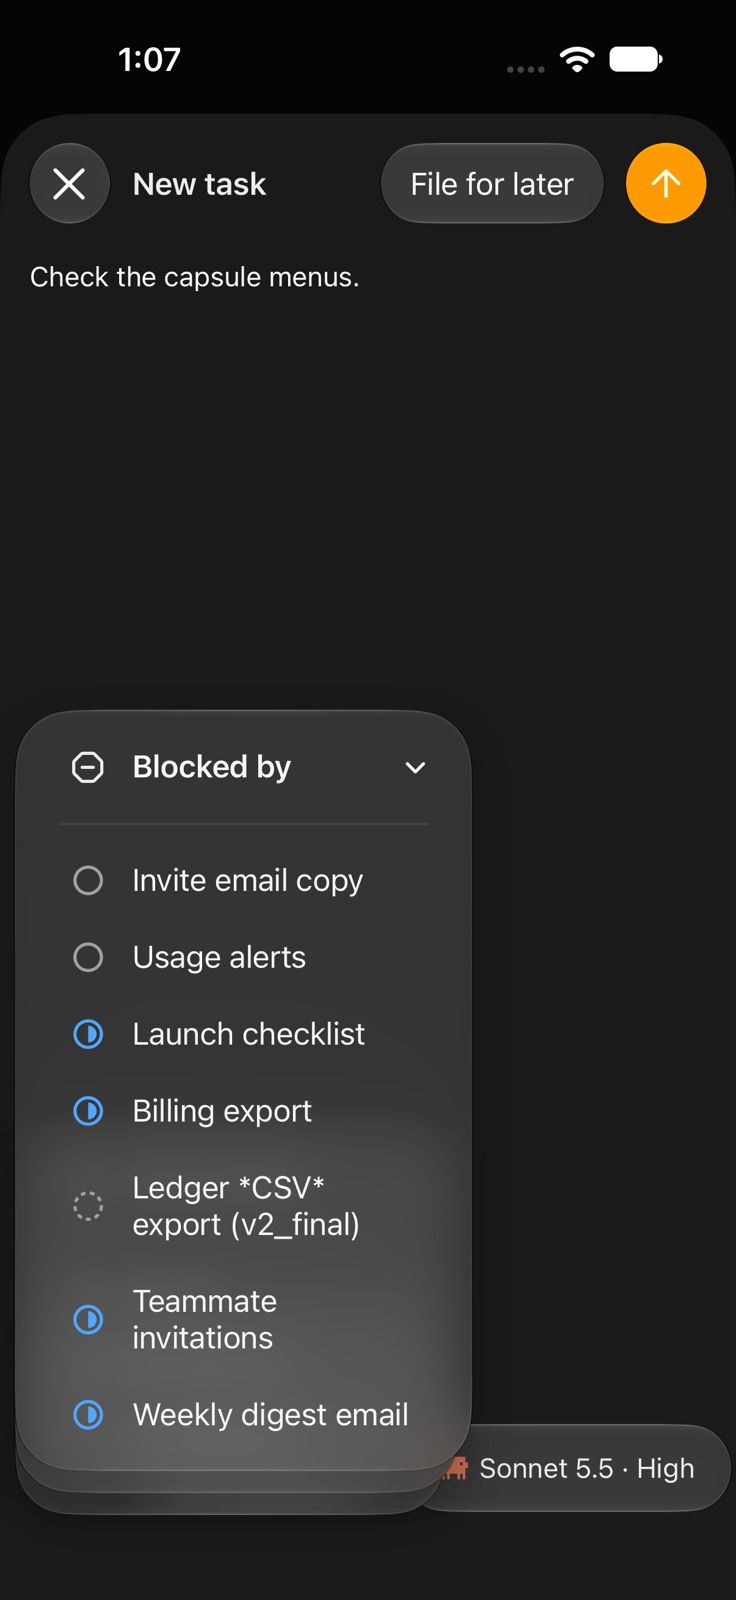 1:07
New task
File for later
Check the capsule menus.
Blocked by
Invite email copy
Usage alerts
Launch checklist
Billing export
Ledger *CSV*
export (v2_final)
Teammate
invitations
Weekly digest email
Sonnet 5.5 · High